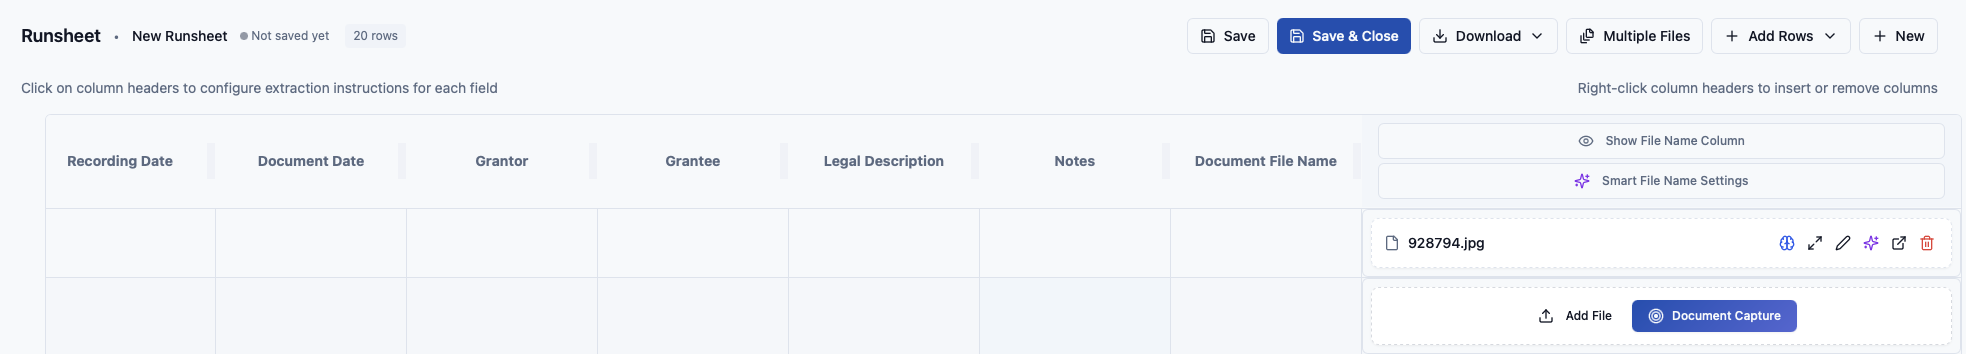 Runsheet • New Runsheet Not saved yet 20 rows Save Save & Close Download Multiple Files Add Rows New
Click on column headers to configure extraction instructions for each field Right-click column headers to insert or remove columns
Recording Date Document Date Grantor Grantee Legal Description Notes Document File Name
Show File Name Column
Smart File Name Settings
928794.jpg
Add File Document Capture